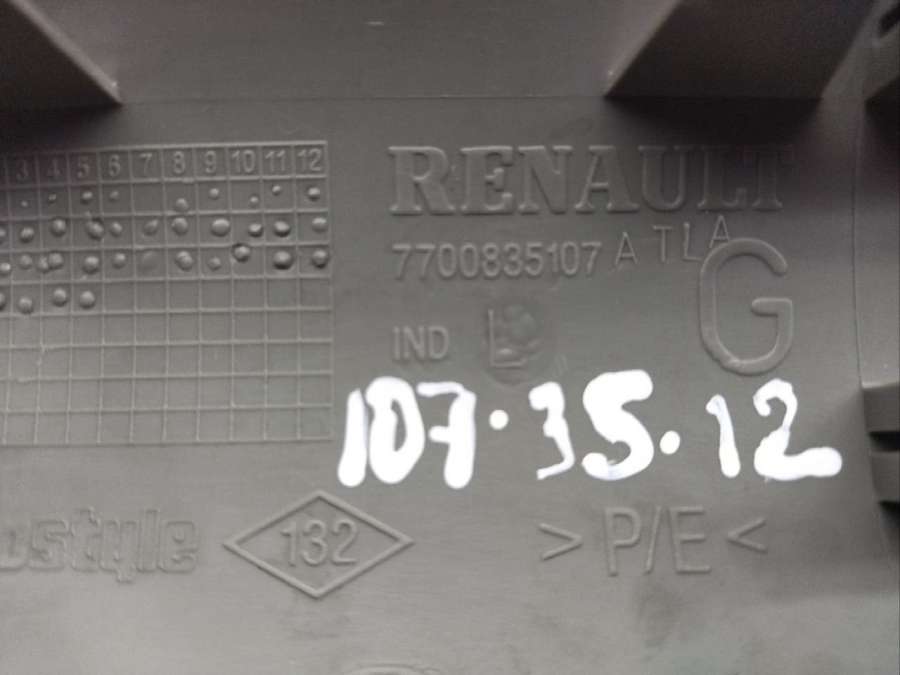 3 4 5 6 7 8 9 10 11 12
RENAULT
7700835107 A TLA
G
IND
107·35·12
132
> P/E <